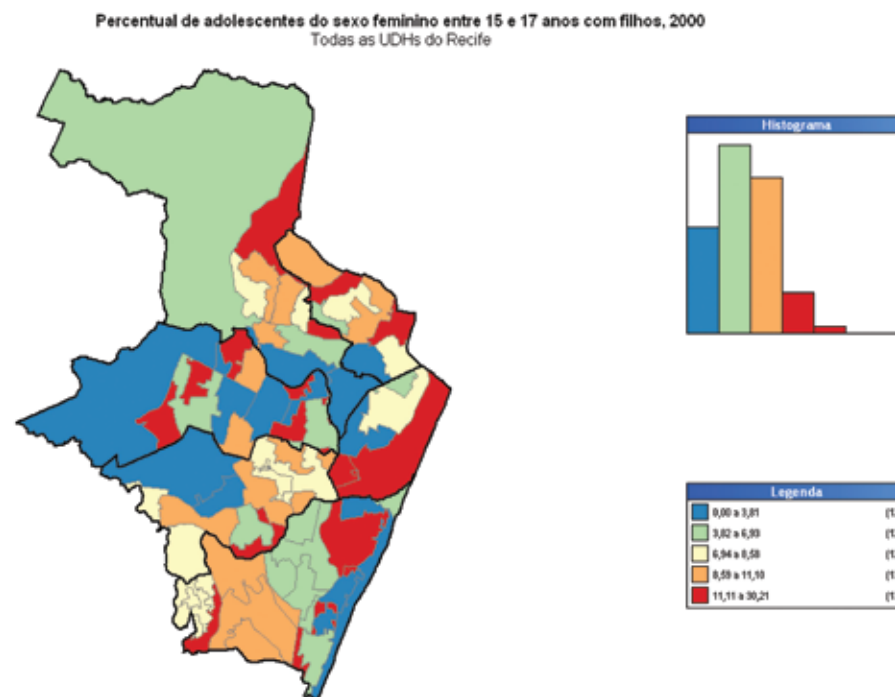 Percentual de adolescentes do sexo feminino entre 15 e 17 anos com filhos, 2000
Todas as UDHs do Recife
Histograma
Legenda
0,00 a 3,81
3,82 a 6,93
6,94 a 8,58
8,59 a 11,10
11,11 a 30,21